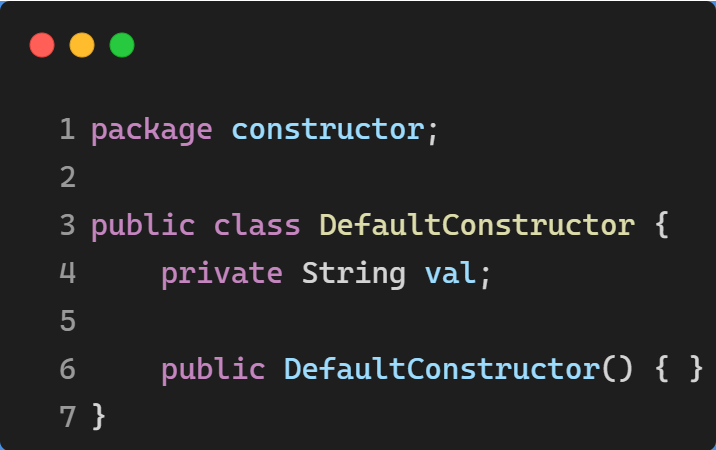 1 package constructor;
2
3 public class DefaultConstructor {
4     private String val;
5
6     public DefaultConstructor() { }
7 }